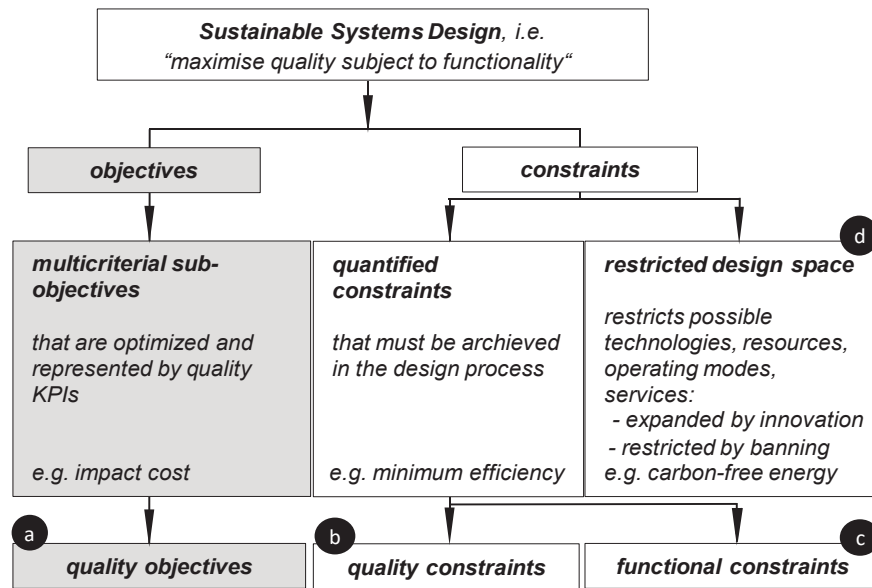 Sustainable Systems Design, i.e.
“maximise quality subject to functionality“
objectives
constraints
multicriterial sub-
objectives
that are optimized and
represented by quality
KPIs
e.g. impact cost
quantified
constraints
that must be archieved
in the design process
e.g. minimum efficiency
d
restricted design space
restricts possible
technologies, resources,
operating modes,
services:
- expanded by innovation
- restricted by banning
e.g. carbon-free energy
a
quality objectives
b
quality constraints
c
functional constraints